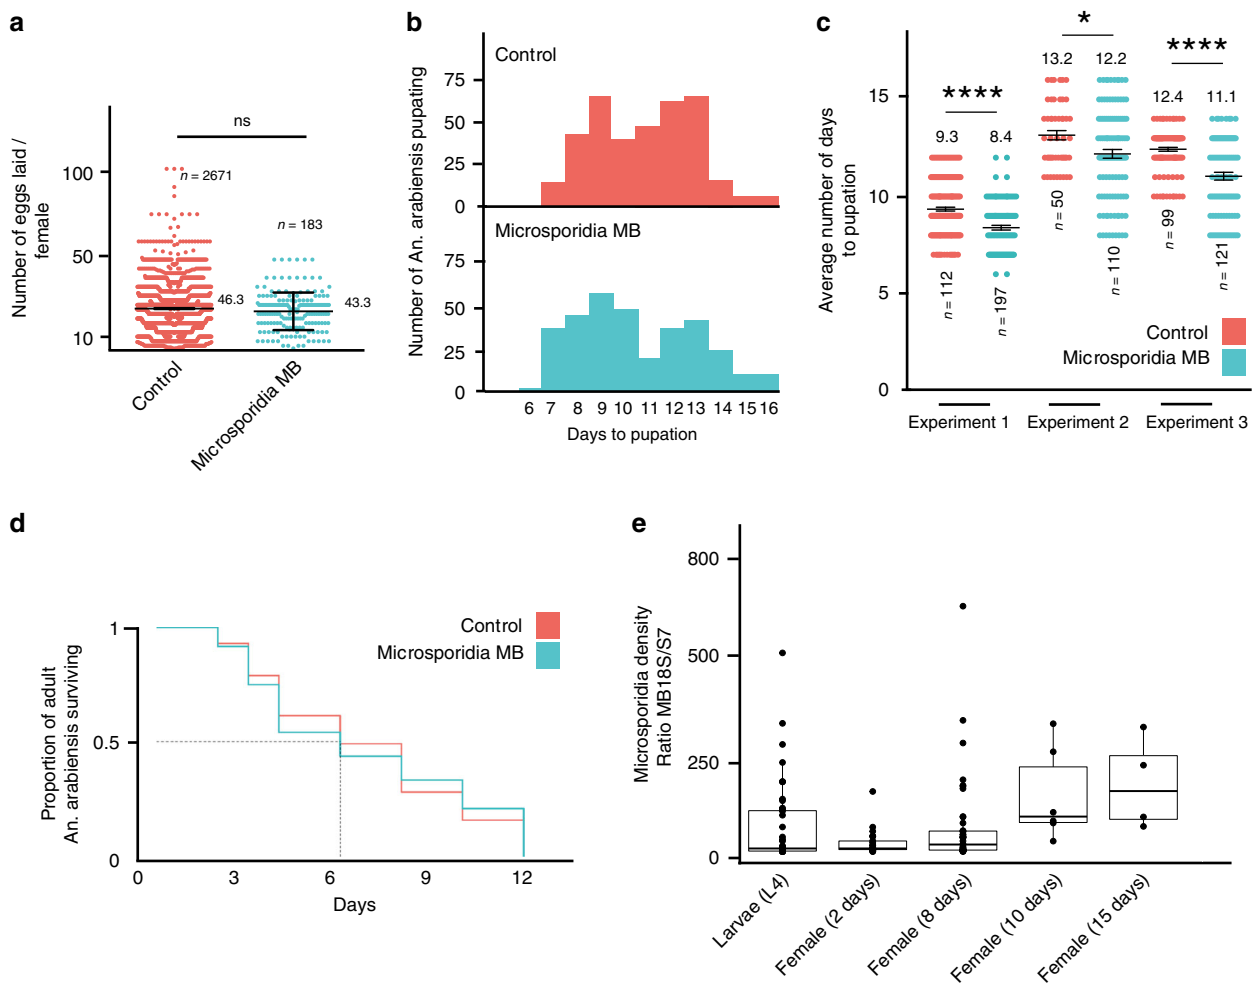 a
Number of eggs laid /
female
100
50
10
ns
n = 2671
n = 183
46.3
43.3
Control
Microsporidia MB
b
Number of An. arabiensis pupating
Control
75
50
25
0
Microsporidia MB
75
50
25
0
6 7 8 9 10 11 12 13 14 15 16
Days to pupation
c
Average number of days
to pupation
15
10
5
0
****
9.3 8.4
*
13.2 12.2
****
12.4 11.1
n = 112
n = 197
n = 50
n = 110
n = 99
n = 121
Control
Microsporidia MB
Experiment 1 Experiment 2 Experiment 3
d
Proportion of adult
An. arabiensis surviving
1
0.5
0
Control
Microsporidia MB
0 3 6 9 12
Days
e
Microsporidia density
Ratio MB18S/S7
800
500
250
0
Larvae (L4)
Female (2 days)
Female (8 days)
Female (10 days)
Female (15 days)